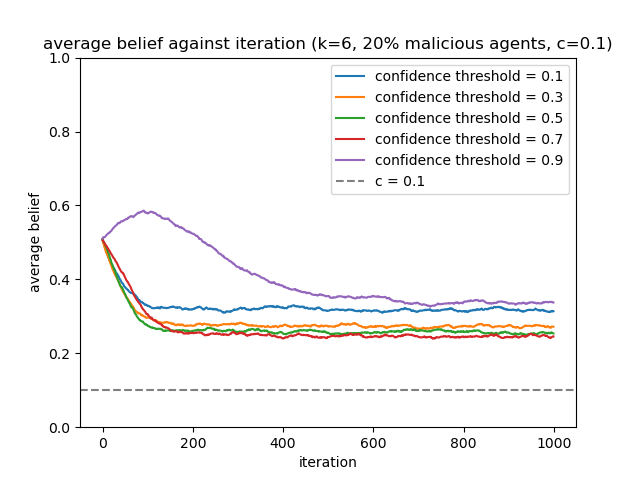 average belief against iteration (k=6, 20% malicious agents, c=0.1)
1.0
0.8
0.6
0.4
0.2
0.0
average belief
confidence threshold = 0.1
confidence threshold = 0.3
confidence threshold = 0.5
confidence threshold = 0.7
confidence threshold = 0.9
c = 0.1
0 200 400 600 800 1000
iteration